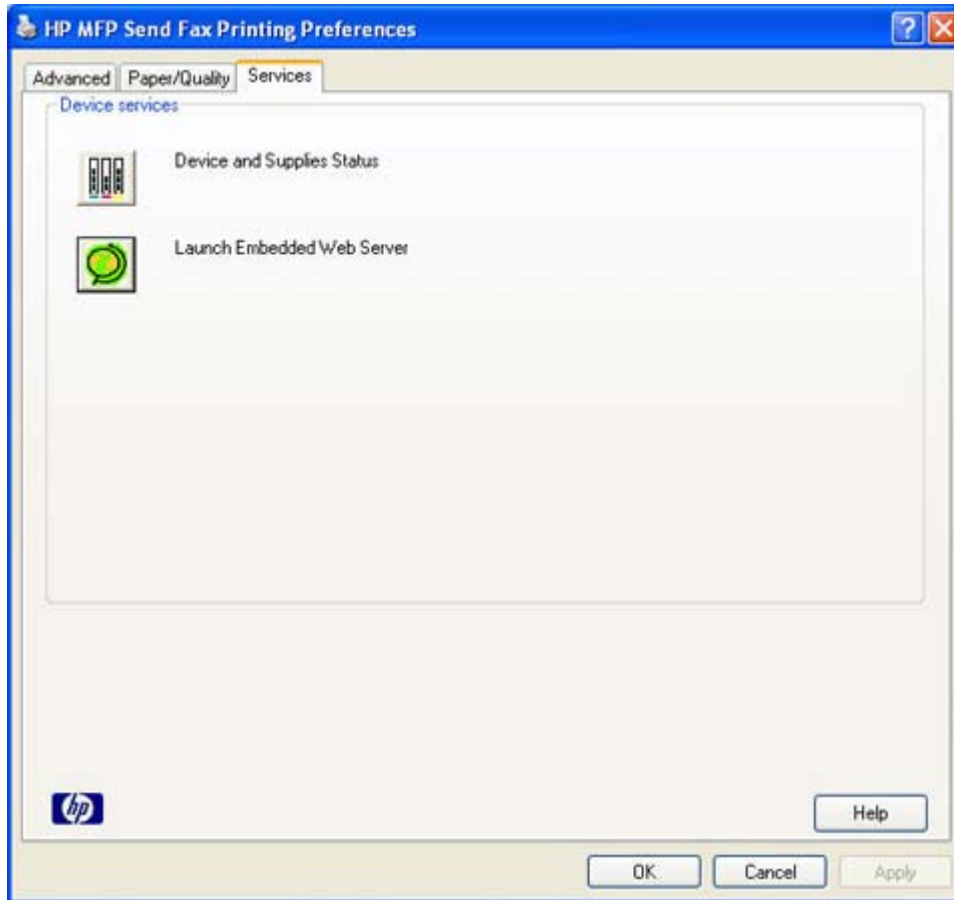 HP MFP Send Fax Printing Preferences
Advanced Paper/Quality Services
Device services
Device and Supplies Status
Launch Embedded Web Server
hp
Help
OK Cancel Apply